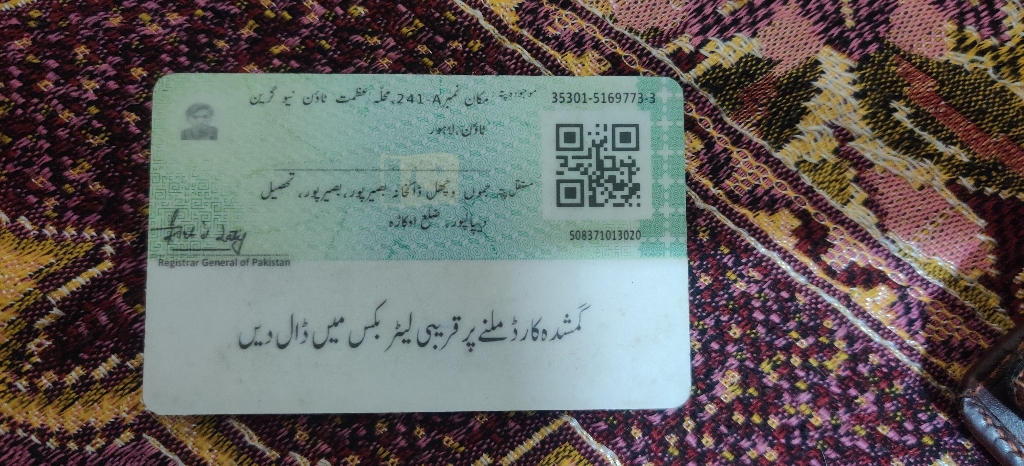 موجودہ پتہ: مکان نمبر 241-A، محلہ عظمت ٹاؤن نیو گرین
ٹاؤن، لاہور
35301-5169773-3
مستقل پتہ: جموں وچھل ڈاکخانہ بصیرپور، بصیرپور، تحصیل
دیپالپور، ضلع اوکاڑہ
508371013020
Registrar General of Pakistan
گمشدہ کارڈ ملنے پر قریبی لیٹر بکس میں ڈال دیں